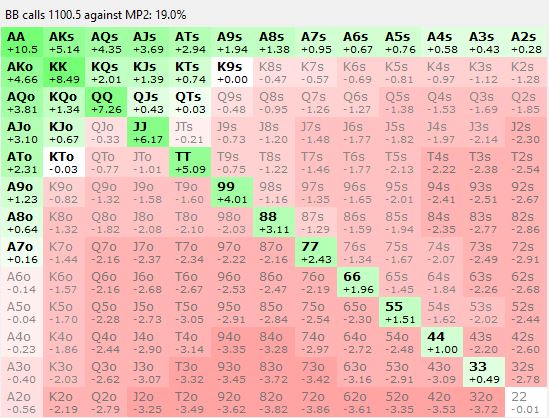 BB calls 1100.5 against MP2: 19.0%
AA AKs AQs AJs ATs A9s A8s A7s A6s A5s A4s A3s A2s
+10.5 +5.14 +4.35 +3.69 +2.94 +1.94 +1.38 +0.95 +0.67 +0.76 +0.58 +0.43 +0.28
AKo KK KQs KJs KTs K9s K8s K7s K6s K5s K4s K3s K2s
+4.66 +8.49 +2.01 +1.39 +0.74 +0.00 -0.47 -0.57 -0.69 -0.81 -0.97 -1.12 -1.28
AQo KQo QQ QJs QTs Q9s Q8s Q7s Q6s Q5s Q4s Q3s Q2s
+3.81 +1.34 +7.26 +0.43 +0.03 -0.48 -0.95 -1.26 -1.27 -1.38 -1.53 -1.69 -1.85
AJo KJo QJo JJ JTs J9s J8s J7s J6s J5s J4s J3s J2s
+3.10 +0.67 -0.33 +6.17 -0.21 -0.73 -1.20 -1.48 -1.77 -1.82 -1.97 -2.14 -2.30
ATo KTo QTo JTo TT T9s T8s T7s T6s T5s T4s T3s T2s
+2.31 -0.03 -0.77 -1.01 +5.09 -0.75 -1.22 -1.46 -1.77 -2.13 -2.22 -2.38 -2.54
A9o K9o Q9o J9o T9o 99 98s 97s 96s 95s 94s 93s 92s
+1.23 -0.82 -1.32 -1.58 -1.60 +4.01 -1.16 -1.35 -1.65 -2.01 -2.41 -2.51 -2.67
A8o K8o Q8o J8o T8o 98o 88 87s 86s 85s 84s 83s 82s
+0.64 -1.32 -1.82 -2.08 -2.10 -2.03 +3.11 -1.29 -1.59 -1.94 -2.35 -2.77 -2.86
A7o K7o Q7o J7o T7o 97o 87o 77 76s 75s 74s 73s 72s
+0.16 -1.44 -2.16 -2.38 -2.36 -2.22 -2.16 +2.43 -1.34 -1.67 -2.07 -2.49 -2.91
A6o K6o Q6o J6o T6o 96o 86o 76o 66 65s 64s 63s 62s
-0.14 -1.57 -2.16 -2.68 -2.68 -2.56 -2.47 -2.19 +1.96 -1.45 -1.84 -2.26 -2.68
A5o K5o Q5o J5o T5o 95o 85o 75o 65o 55 54s 53s 52s
-0.04 -1.70 -2.28 -2.73 -3.05 -2.91 -2.84 -2.54 -2.30 +1.51 -1.62 -2.02 -2.44
A4o K4o Q4o J4o T4o 94o 84o 74o 64o 54o 44 43s 42s
-0.23 -1.86 -2.44 -2.90 -3.14 -3.35 -3.28 -2.97 -2.72 -2.48 +1.00 -2.20 -2.60
A3o K3o Q3o J3o T3o 93o 83o 73o 63o 53o 43o 33 32s
-0.40 -2.03 -2.62 -3.07 -3.32 -3.45 -3.72 -3.42 -3.16 -2.91 -3.09 +0.49 -2.78
A2o K2o Q2o J2o T2o 92o 82o 72o 62o 52o 42o 32o 22
-0.56 -2.19 -2.79 -3.25 -3.49 -3.62 -3.82 -3.86 -3.61 -3.35 -3.53 -3.72 -0.01